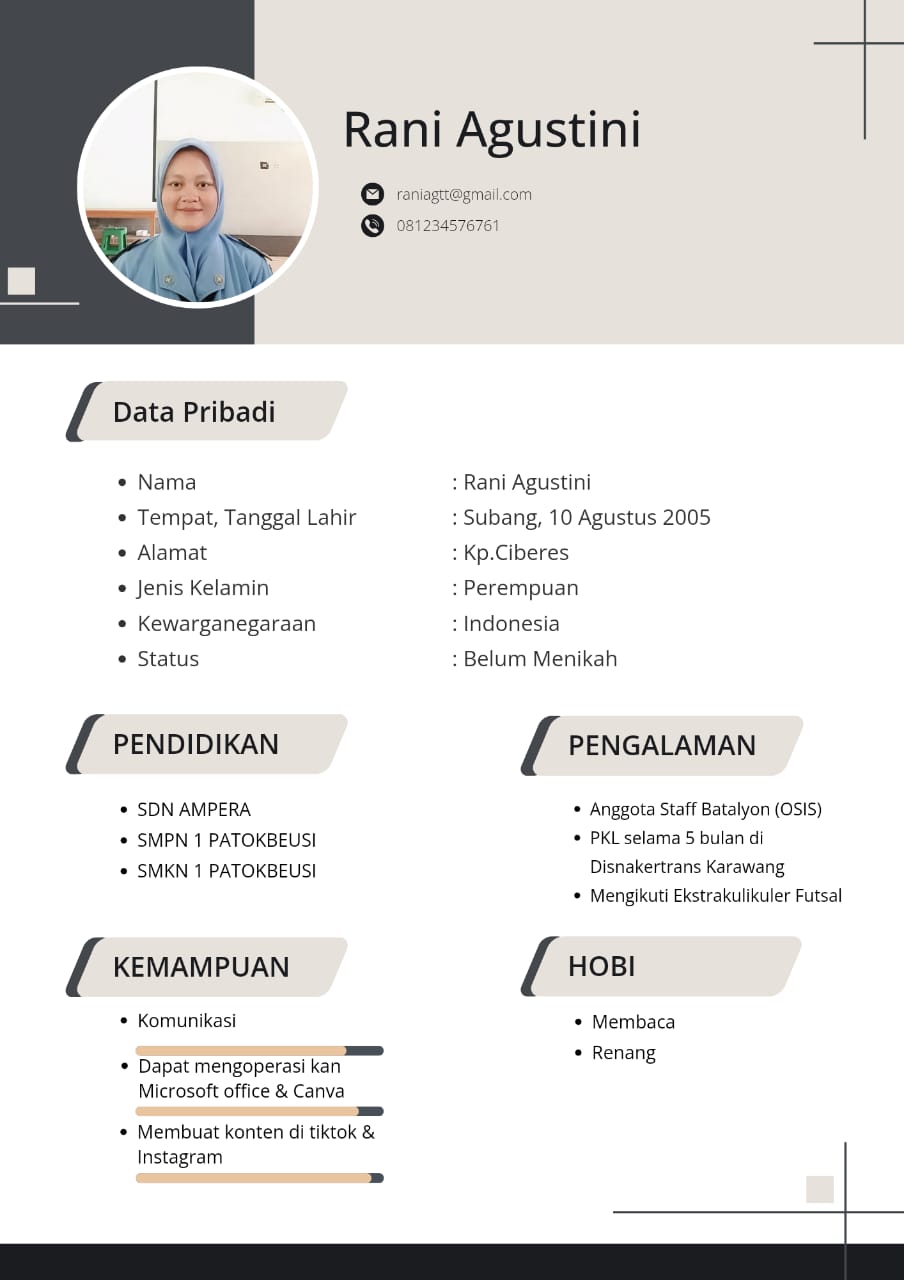 Rani Agustini
raniagtt@gmail.com
081234576761
Data Pribadi
Nama : Rani Agustini
Tempat, Tanggal Lahir : Subang, 10 Agustus 2005
Alamat : Kp.Ciberes
Jenis Kelamin : Perempuan
Kewarganegaraan : Indonesia
Status : Belum Menikah
PENDIDIKAN
SDN AMPERA
SMPN 1 PATOKBEUSI
SMKN 1 PATOKBEUSI
PENGALAMAN
Anggota Staff Batalyon (OSIS)
PKL selama 5 bulan di
Disnakertrans Karawang
Mengikuti Ekstrakulikuler Futsal
KEMAMPUAN
Komunikasi
Dapat mengoperasi kan
Microsoft office & Canva
Membuat konten di tiktok &
Instagram
HOBI
Membaca
Renang